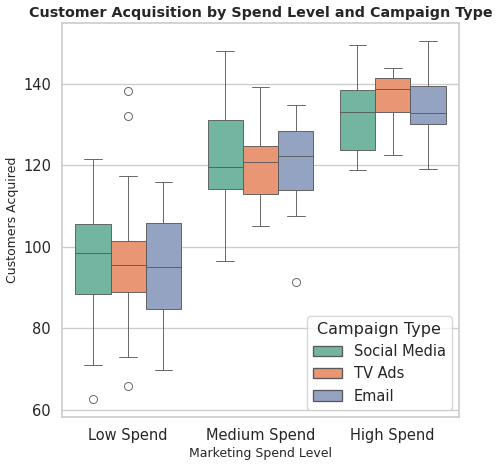 Customer Acquisition by Spend Level and Campaign Type
Customers Acquired
140
120
100
80
60
Campaign Type
Social Media
TV Ads
Email
Low Spend Medium Spend High Spend
Marketing Spend Level